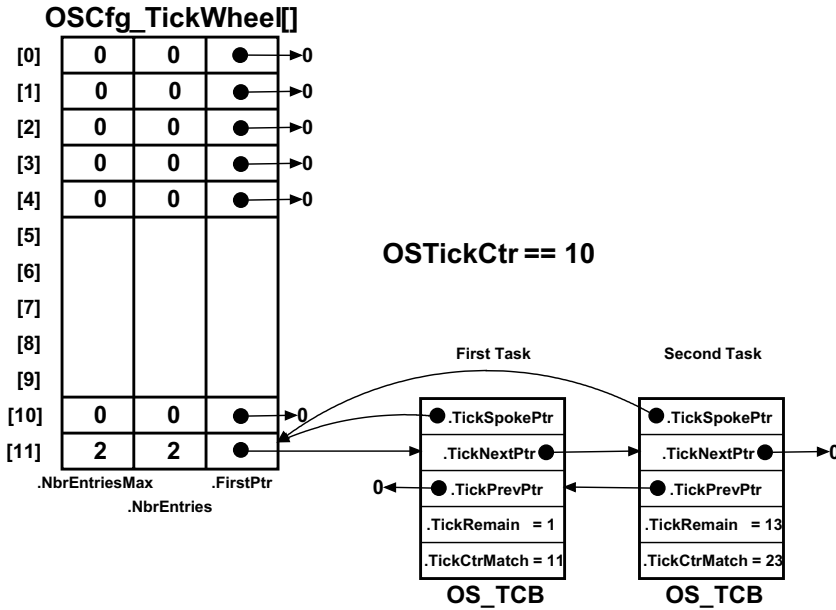 OSCfg_TickWheel[]
[0] 0 0 0
[1] 0 0 0
[2] 0 0 0
[3] 0 0 0
[4] 0 0 0
[5]
OSTickCtr == 10
[6]
[7]
[8]
First Task Second Task
[9]
[10] 0 0 0 .TickSpokePtr .TickSpokePtr
[11] 2 2 .TickNextPtr .TickNextPtr 0
.NbrEntriesMax .FirstPtr 0 .TickPrevPtr .TickPrevPtr
.NbrEntries
.TickRemain = 1 .TickRemain = 13
.TickCtrMatch = 11 .TickCtrMatch = 23
OS_TCB OS_TCB